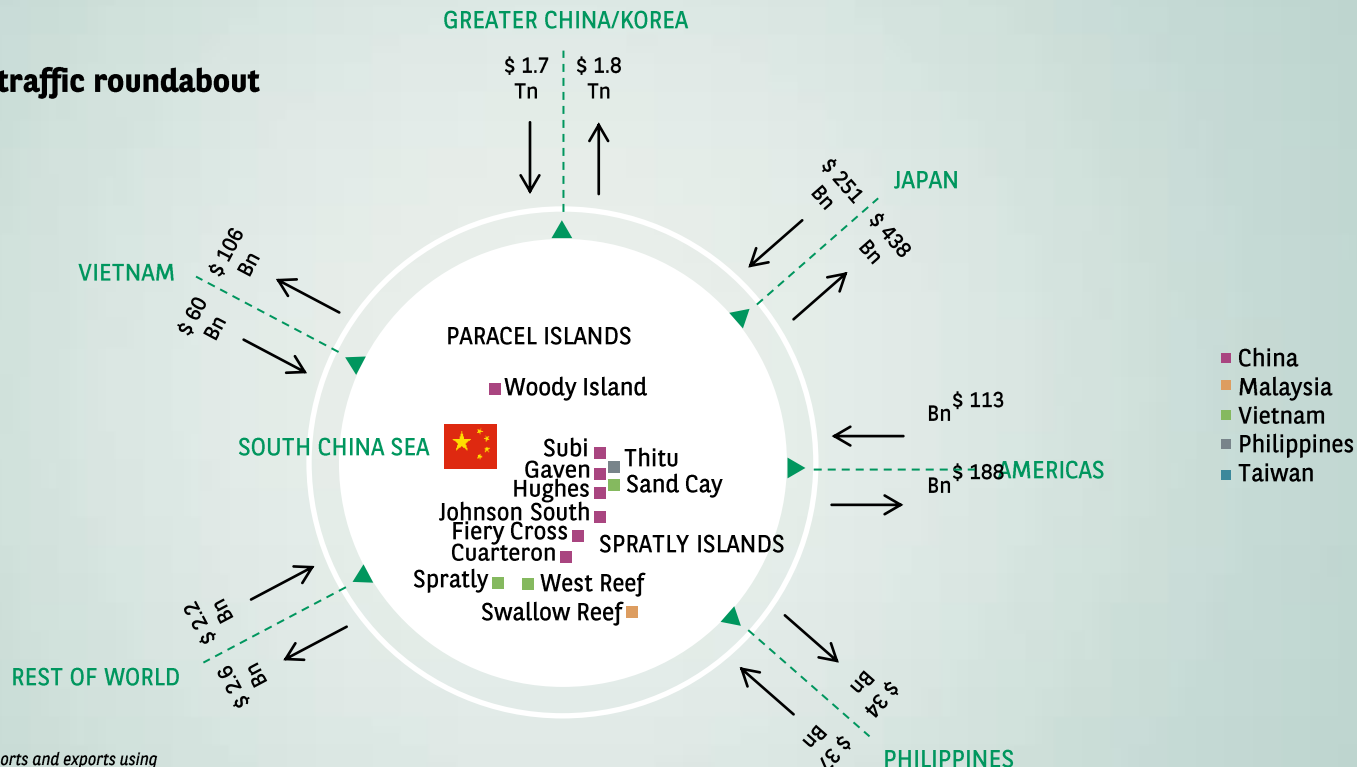 GREATER CHINA/KOREA
traffic roundabout
$ 1.7
Tn
$ 1.8
Tn
JAPAN
$ 251
Bn
$ 438
Bn
VIETNAM
$ 106
Bn
$ 60
Bn
PARACEL ISLANDS
Woody Island
SOUTH CHINA SEA
Subi
Thitu
Gaven
Sand Cay
Hughes
Johnson South
Fiery Cross
SPRATLY ISLANDS
Cuarteron
Spratly
West Reef
Swallow Reef
$ 113
Bn
AMERICAS
$ 188
Bn
China
Malaysia
Vietnam
Philippines
Taiwan
$ 2.2
Bn
$ 2.6
Bn
REST OF WORLD
$ 34
Bn
Bn
PHILIPPINES
and exports using